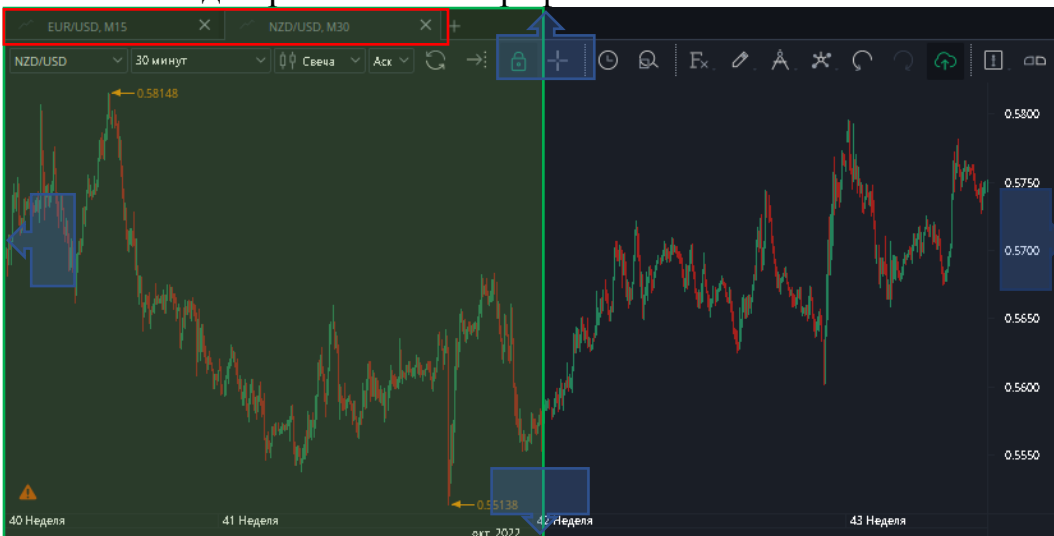 EUR/USD, M15
NZD/USD, M30
NZD/USD 30 минут Свеча Аск
Fx
0.58148
0.5800
0.5750
0.5700
0.5650
0.5600
0.5550
0.55138
40 Неделя 41 Неделя 42 Неделя 43 Неделя
окт. 2022